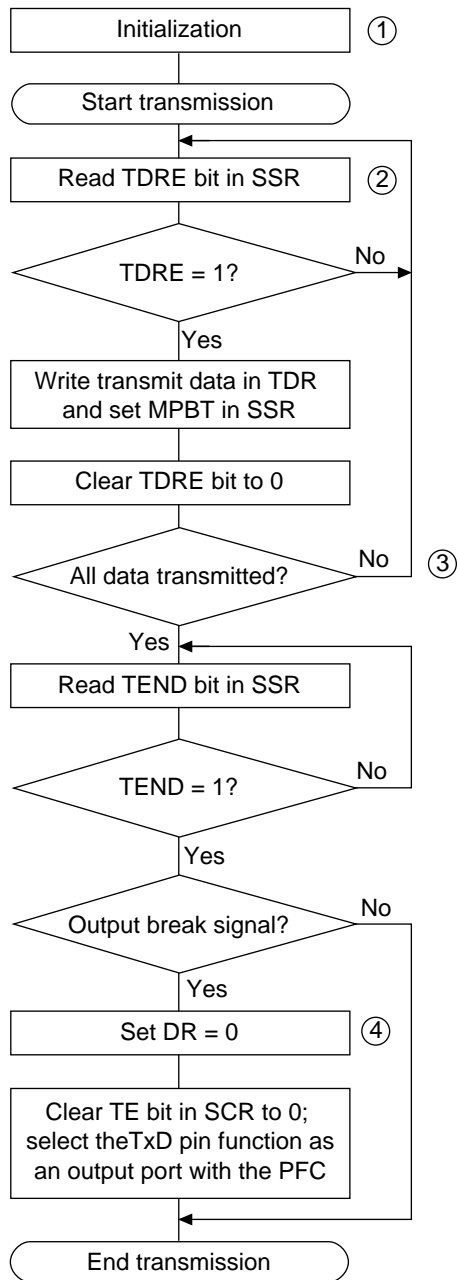 Initialization
1
Start transmission
Read TDRE bit in SSR
2
TDRE = 1?
No
Yes
Write transmit data in TDR
and set MPBT in SSR
Clear TDRE bit to 0
All data transmitted?
No
3
Yes
Read TEND bit in SSR
TEND = 1?
No
Yes
Output break signal?
No
Yes
Set DR = 0
4
Clear TE bit in SCR to 0;
select theTxD pin function as
an output port with the PFC
End transmission